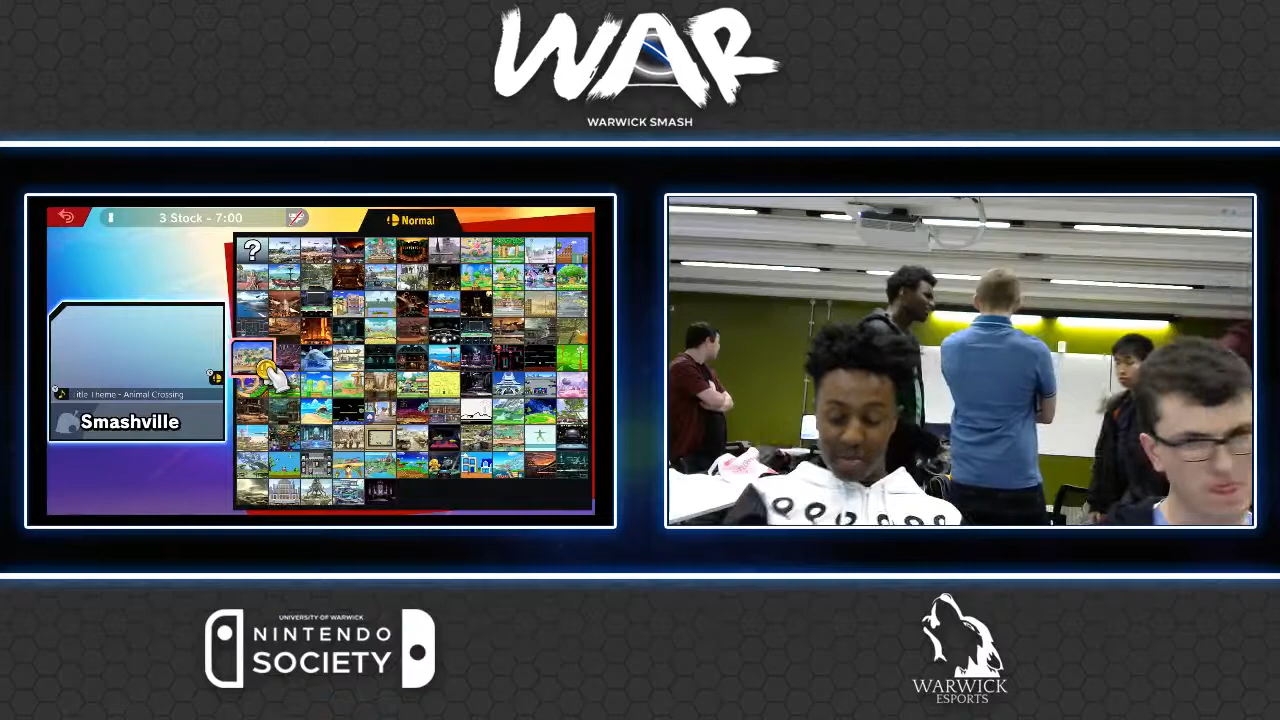 WAR
WARWICK SMASH
3 Stock - 7:00
Normal
?
itle Theme - Animal Crossing
Smashville
UNIVERSITY OF WARWICK
NINTENDO
SOCIETY
WARWICK
ESPORTS